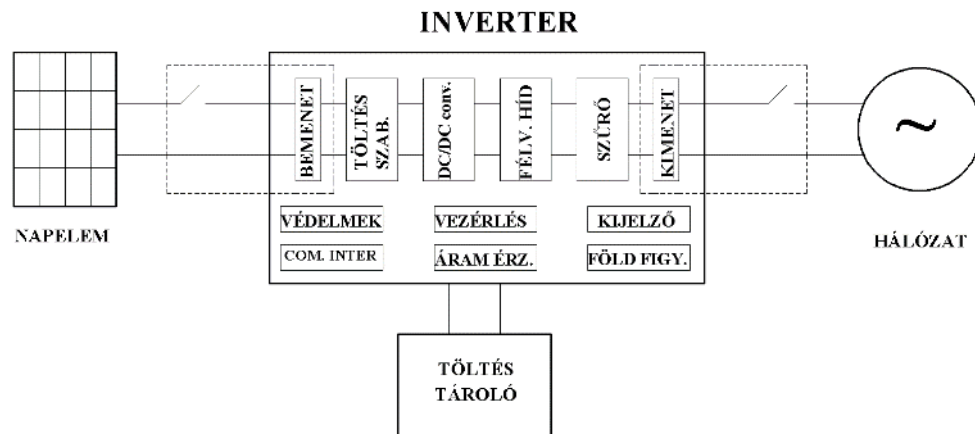 INVERTER
BEMENET
TÖLTÉS
SZAB.
DC/DC conv.
FÉLV. HÍD
SZŰRŐ
KIMENET
~
NAPELEM
HÁLÓZAT
VÉDELMEK
VEZÉRLÉS
KIJELZŐ
COM. INTER
ÁRAM ÉRZ.
FÖLD FIGY.
TÖLTÉS
TÁROLÓ